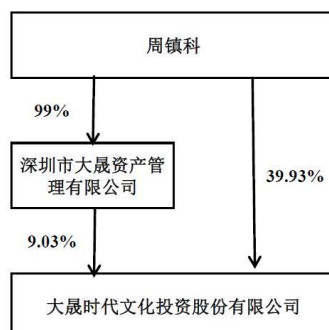 周镇科
99%
深圳市大晟资产管
理有限公司
39.93%
9.03%
大晟时代文化投资股份有限公司